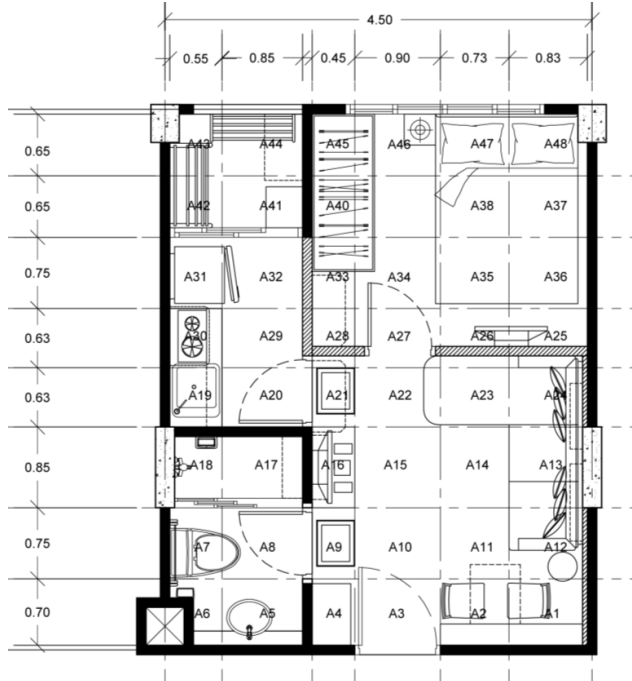 4.50
0.55 0.85 0.45 0.90 0.73 0.83
0.65 A43 A44 A45 A46 A47 A48
0.65 A42 A41 A40 A38 A37
0.75 A31 A32 A33 A34 A35 A36
0.63 A30 A29 A28 A27 A26 A25
0.63 A19 A20 A21 A22 A23 A24
0.85 A18 A17 A16 A15 A14 A13
0.75 A7 A8 A9 A10 A11 A12
0.70 A6 A5 A4 A3 A2 A1